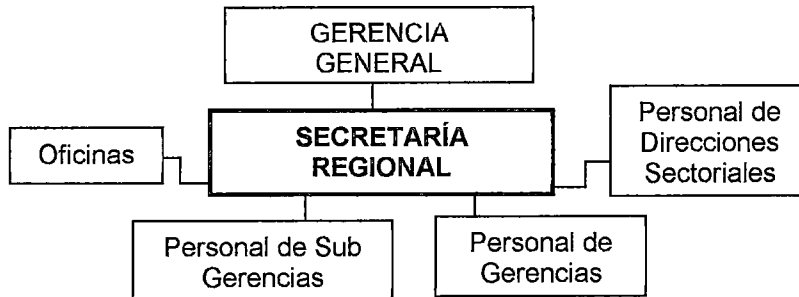 GERENCIA
GENERAL
SECRETARÍA
REGIONAL
Oficinas
Personal de
Direcciones
Sectoriales
Personal de Sub
Gerencias
Personal de
Gerencias